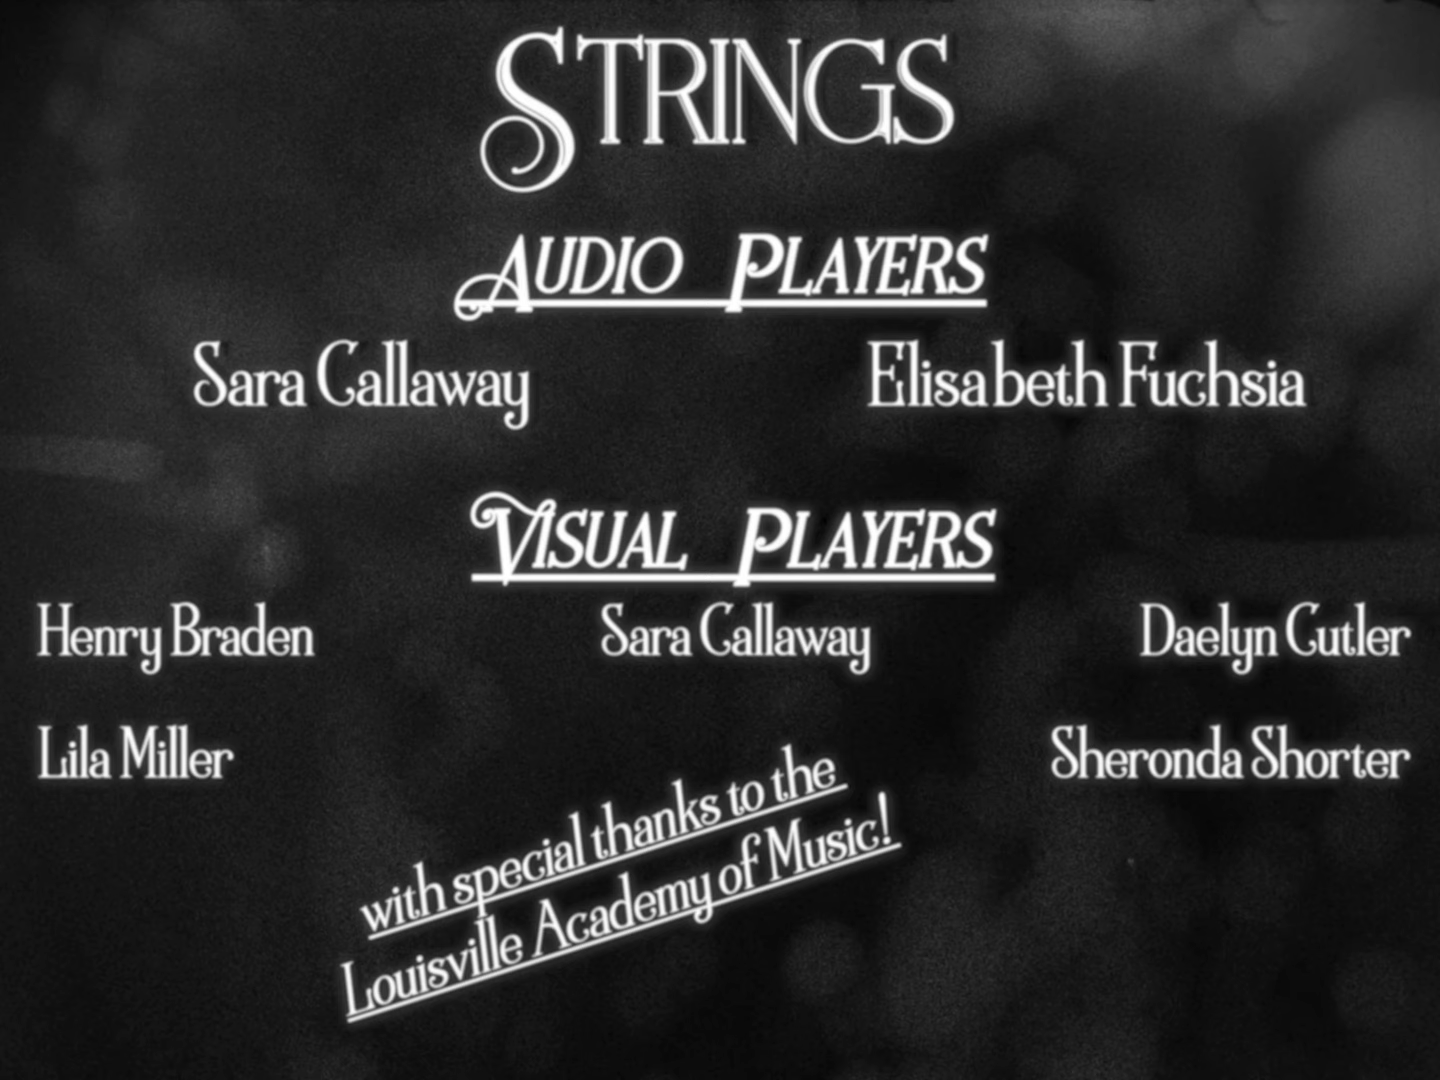 STRINGS
AUDIO PLAYERS
Sara Callaway Elisabeth Fuchsia
VISUAL PLAYERS
Henry Braden Sara Callaway Daelyn Cutler
Lila Miller Sheronda Shorter
with special thanks to the
Louisville Academy of Music!